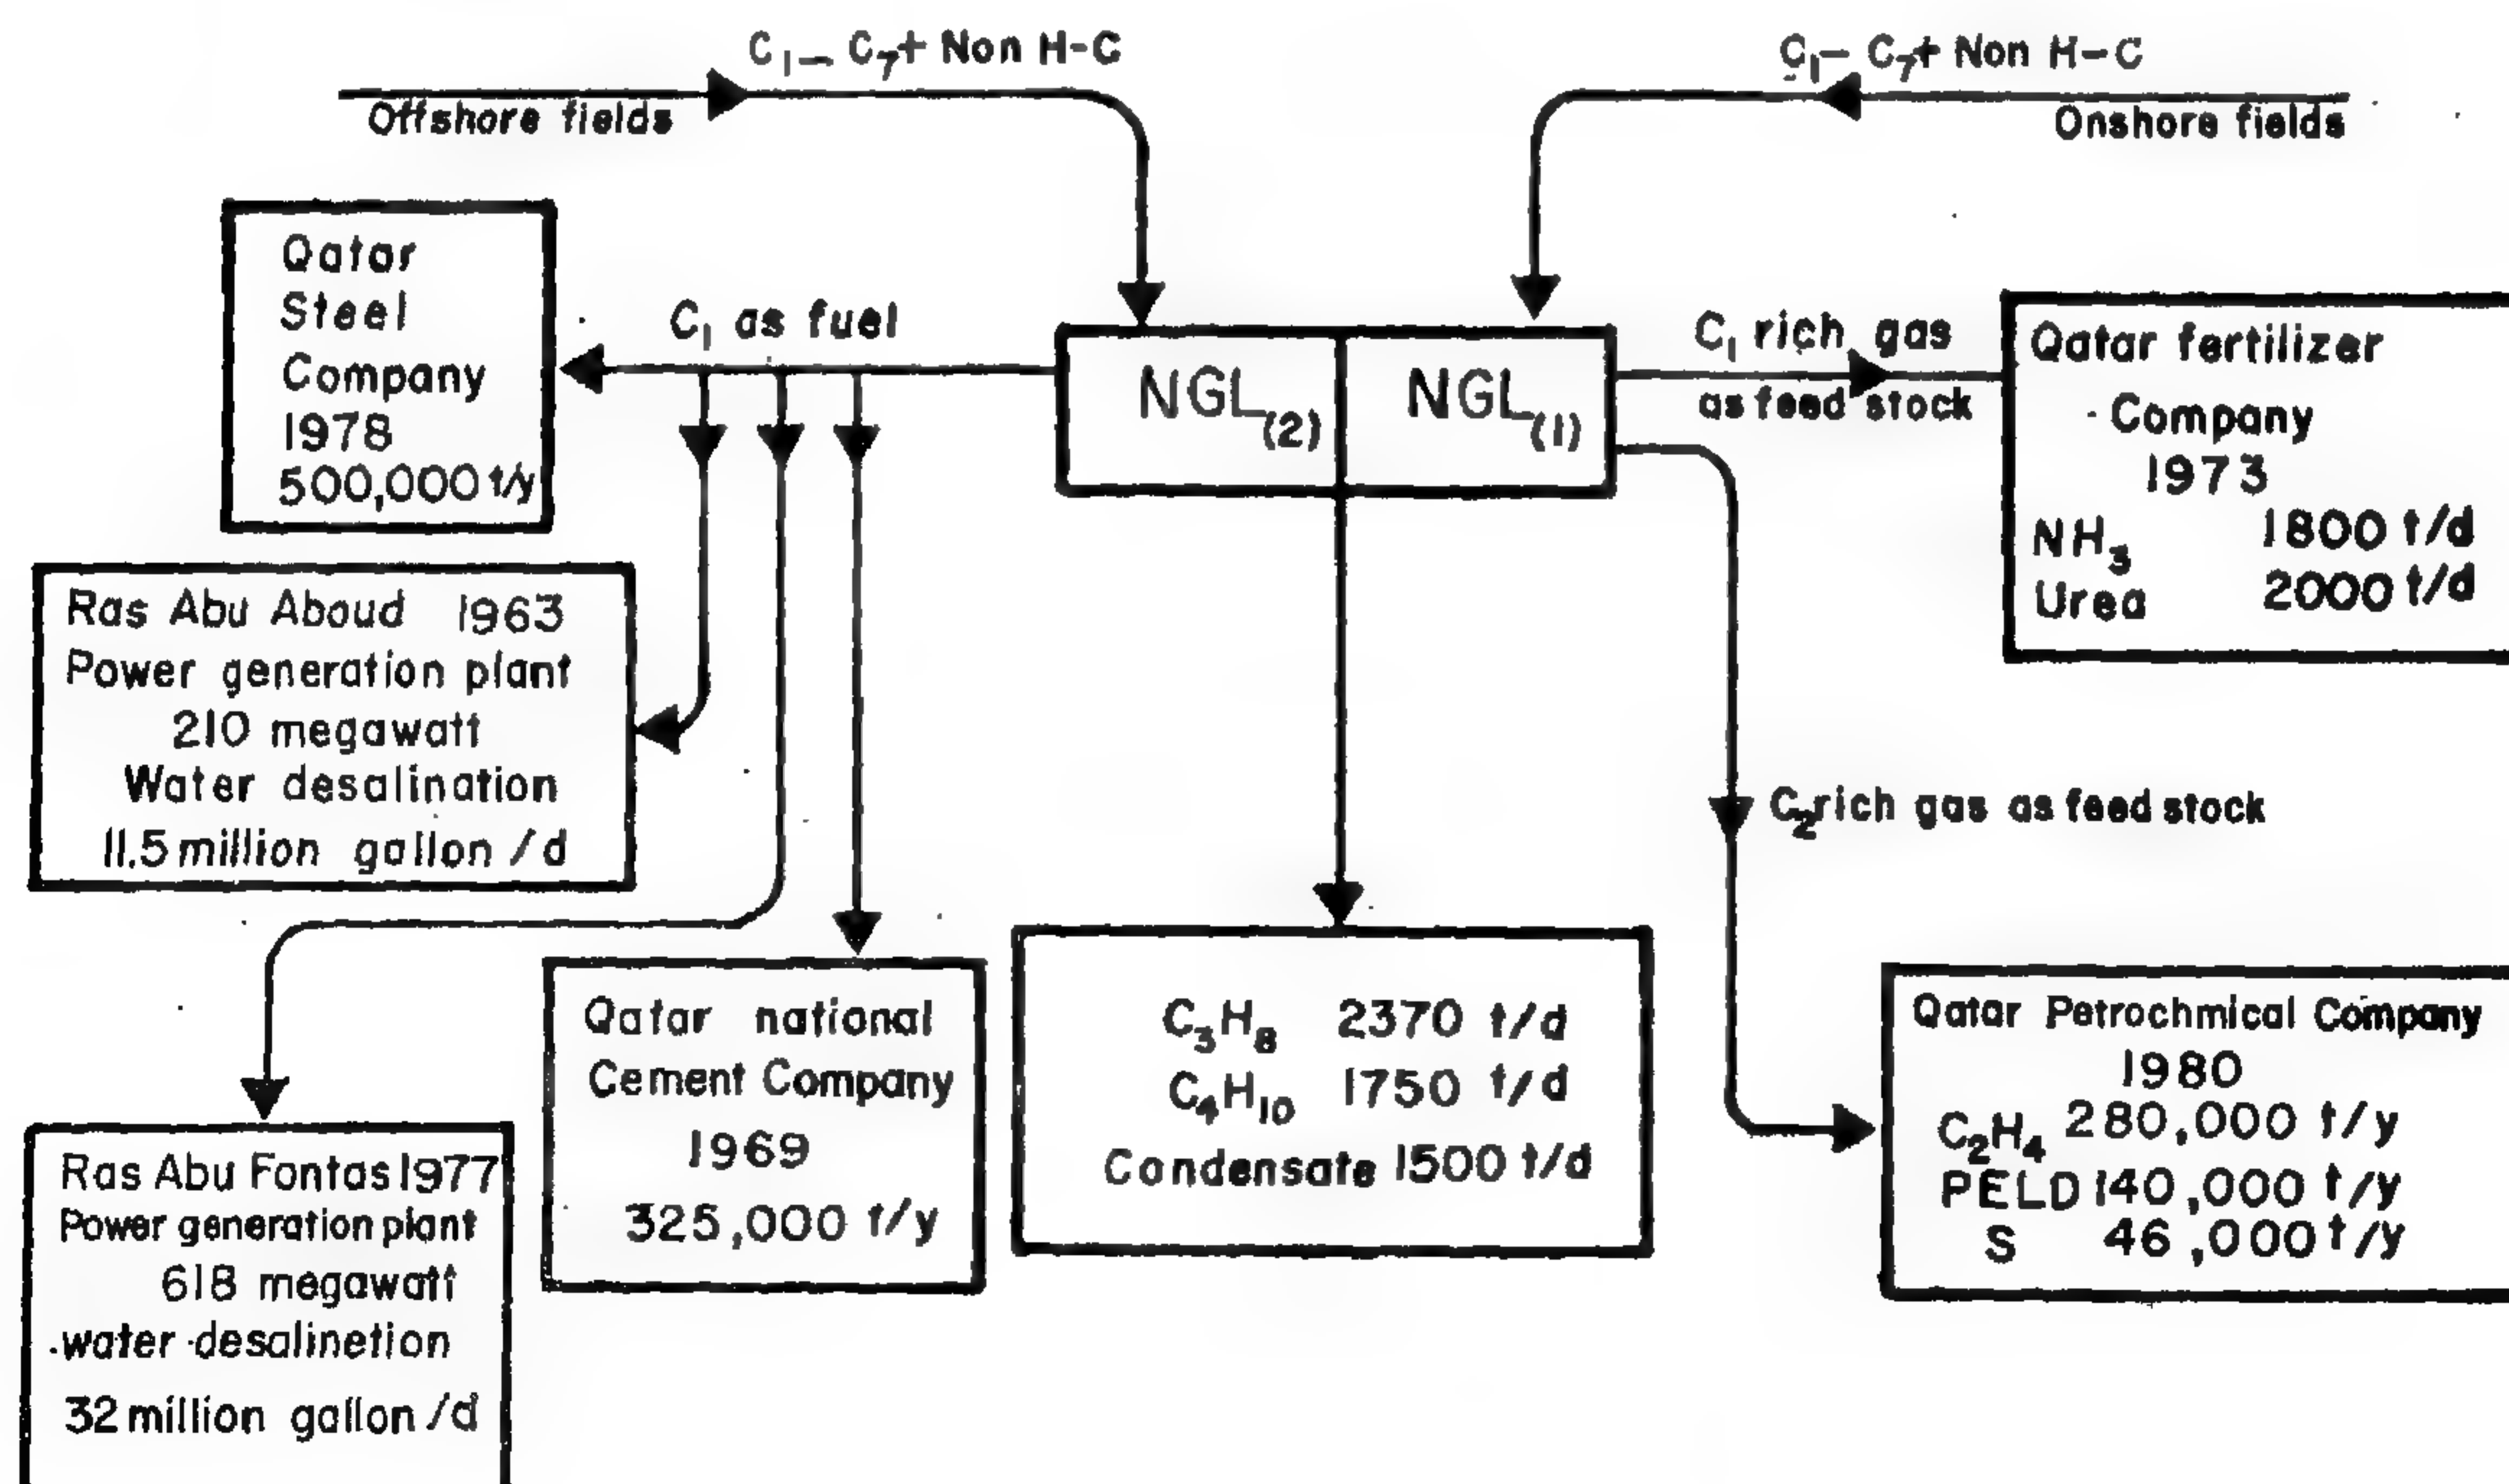 C₁– C₇+ Non H-C
Offshore fields
C₁– C₇+ Non H-C
Onshore fields
Qatar
Steel
Company
1978
500,000 t/y
C₁ as fuel
NGL(2)
NGL(1)
C₁ rich gas
as feed stock
Qatar fertilizer
Company
1973
NH₃ 1800 t/d
Urea 2000 t/d
Ras Abu Aboud 1963
Power generation plant
210 megawatt
Water desalination
11.5 million gallon /d
C₂ rich gas as feed stock
Qatar national
Cement Company
1969
325,000 t/y
C₃H₈ 2370 t/d
C₄H₁₀ 1750 t/d
Condensate 1500 t/d
Qatar Petrochmical Company
1980
C₂H₄ 280,000 t/y
PELD 140,000 t/y
S 46,000 t/y
Ras Abu Fontas 1977
Power generation plant
618 megawatt
water desalinetion
32 million gallon /d